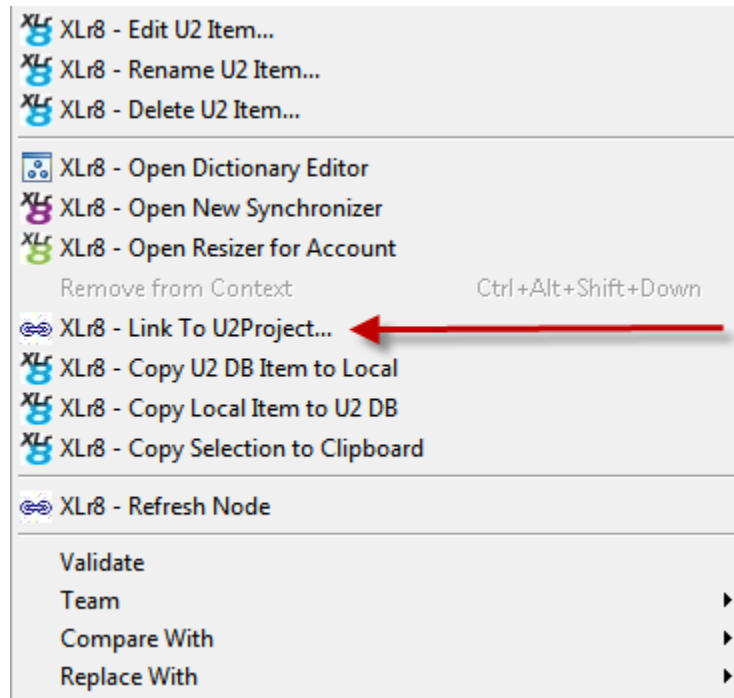 XLr8 - Edit U2 Item...
XLr8 - Rename U2 Item...
XLr8 - Delete U2 Item...
XLr8 - Open Dictionary Editor
XLr8 - Open New Synchronizer
XLr8 - Open Resizer for Account
Remove from Context Ctrl+Alt+Shift+Down
XLr8 - Link To U2Project...
XLr8 - Copy U2 DB Item to Local
XLr8 - Copy Local Item to U2 DB
XLr8 - Copy Selection to Clipboard
XLr8 - Refresh Node
Validate
Team
Compare With
Replace With